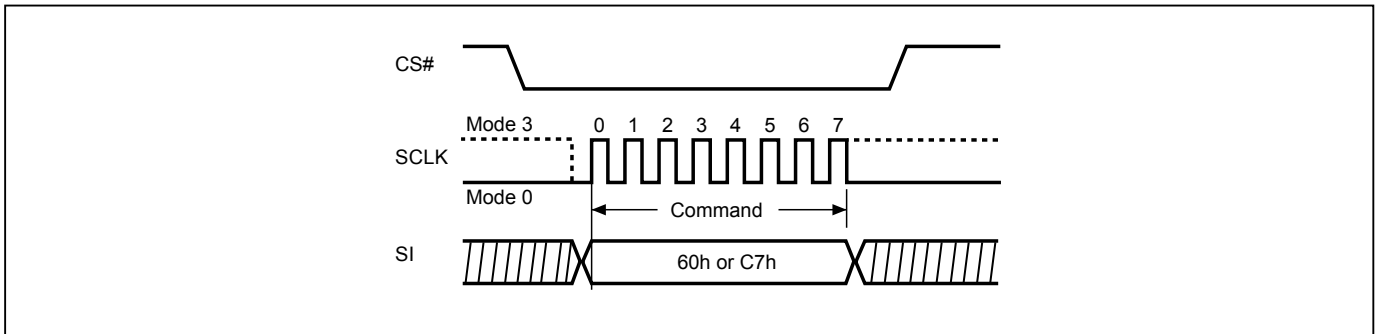 CS#
Mode 3
0 1 2 3 4 5 6 7
SCLK
Mode 0
Command
SI
60h or C7h